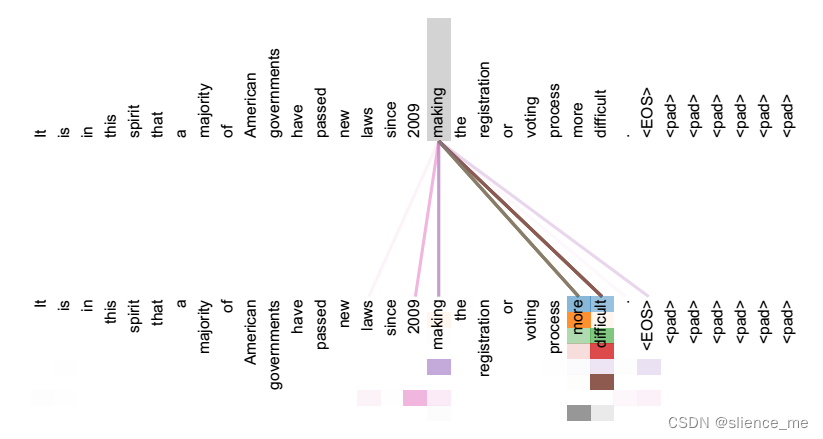 It is in this spirit that a majority of American governments have passed new laws since 2009 making the registration or voting process more difficult . <EOS> <pad> <pad> <pad> <pad> <pad> <pad>
It is in this spirit that a majority of American governments have passed new laws since 2009 making the registration or voting process more difficult . <EOS> <pad> <pad> <pad> <pad> <pad> <pad>
CSDN @slience_me